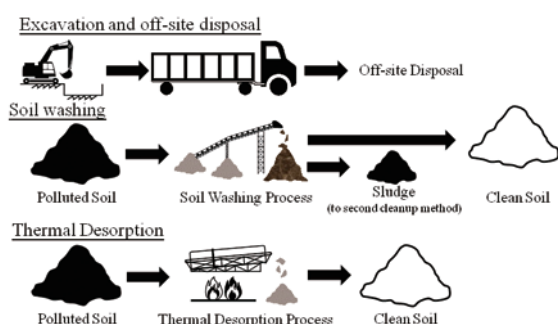 Excavation and off-site disposal
Off-site Disposal
Soil washing
Polluted Soil
Soil Washing Process
Sludge
(to second cleanup method)
Clean Soil
Thermal Desorption
Polluted Soil
Thermal Desorption Process
Clean Soil